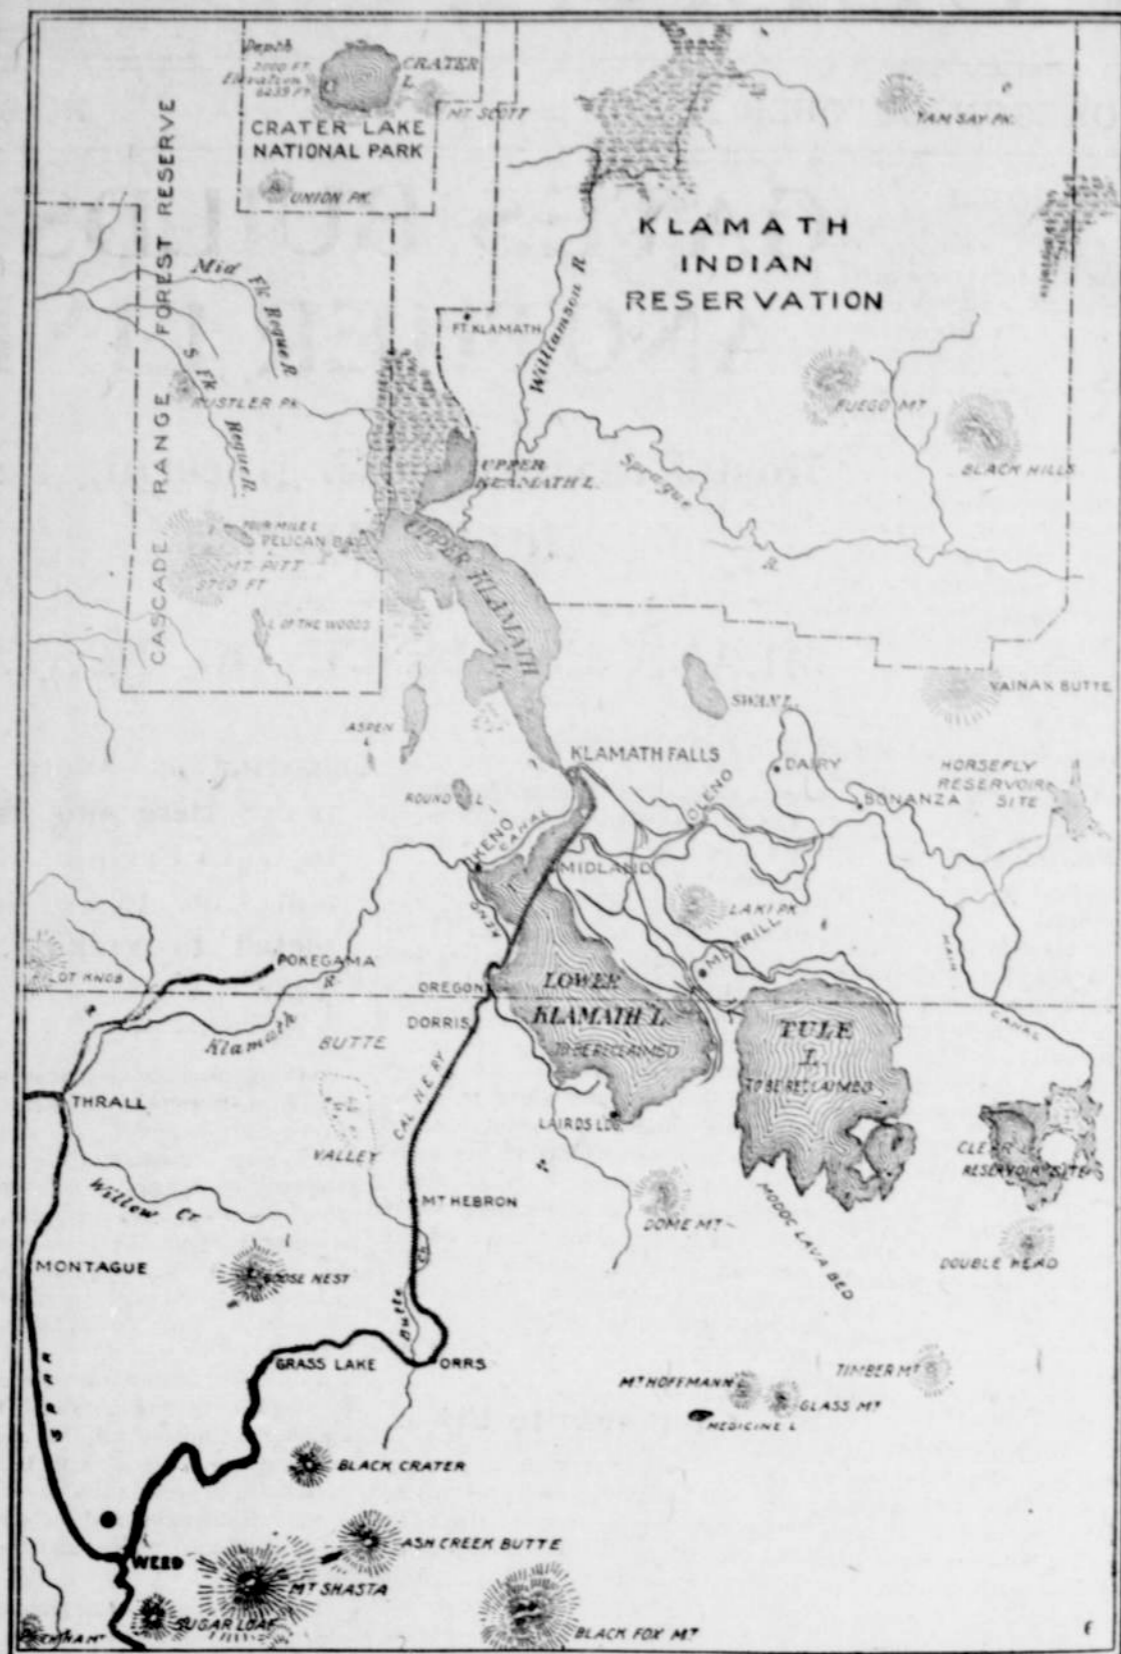 Depth
2000 FT.
Elevation
6239 FT
CRATER
L
MT SCOTT
CRATER LAKE
NATIONAL PARK
UNION PK.
YAMSAY PK.
CASCADE RANGE FOREST RESERVE
KLAMATH
INDIAN
RESERVATION
Mid Fk Rogue R
S Fk Rogue R.
RUSTLER PK
FT. KLAMATH
Williamson R
FUEGO MT
BLACK HILLS
UPPER
KLAMATH L.
Sprague R
FOUR MILE L
PELICAN BAY
MT. PITT
9760 FT
UPPER KLAMATH L
L OF THE WOODS
SWAN L.
YAINAX BUTTE
ASPEN
L
KLAMATH FALLS
DAIRY
HORSEFLY
RESERVOIR
SITE
ROUND L
OLENO
BONANZA
KENO
CANAL
MIDLAND
KENO
LAKI PK
MERRILL
MAIN
CANAL
PILOT KNOB
POKEGAMA
OREGON
LOWER
KLAMATH L
TO BE RECLAIMED
Klamath
R
DORRIS
BUTTE
TULE
L
TO BE RECLAIMED
THRALL
CAL N E RY
LAIRDS LDG.
VALLEY
CLEAR L
RESERVOIR SITE
Willow Cr
MT HEBRON
DOME MT
MODOC LAVA BED
DOUBLE HEAD
MONTAGUE
GOOSE NEST
Butte
Ck
GRASS LAKE
ORRS
MT HOFFMANN
TIMBER MT
GLASS MT
MEDICINE L
S P R R
BLACK CRATER
WEED
ASH CREEK BUTTE
MT SHASTA
SUGAR LOAF
BLACK FOX MT